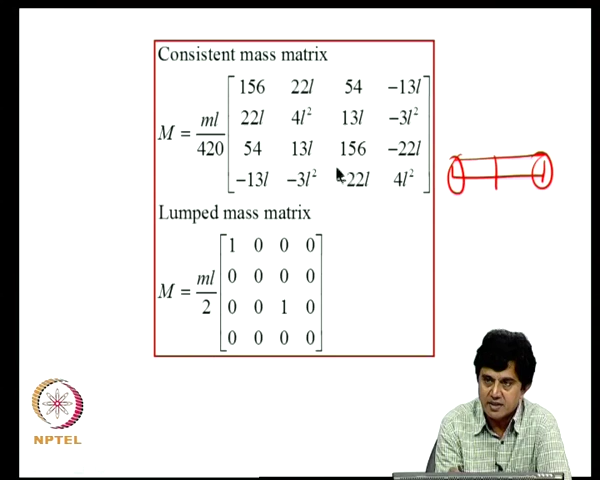 Consistent mass matrix
M = ml/420 [156 22l 54 -13l
22l 4l² 13l -3l²
54 13l 156 -22l
-13l -3l² -22l 4l²]
Lumped mass matrix
M = ml/2 [1 0 0 0
0 0 0 0
0 0 1 0
0 0 0 0]
NPTEL